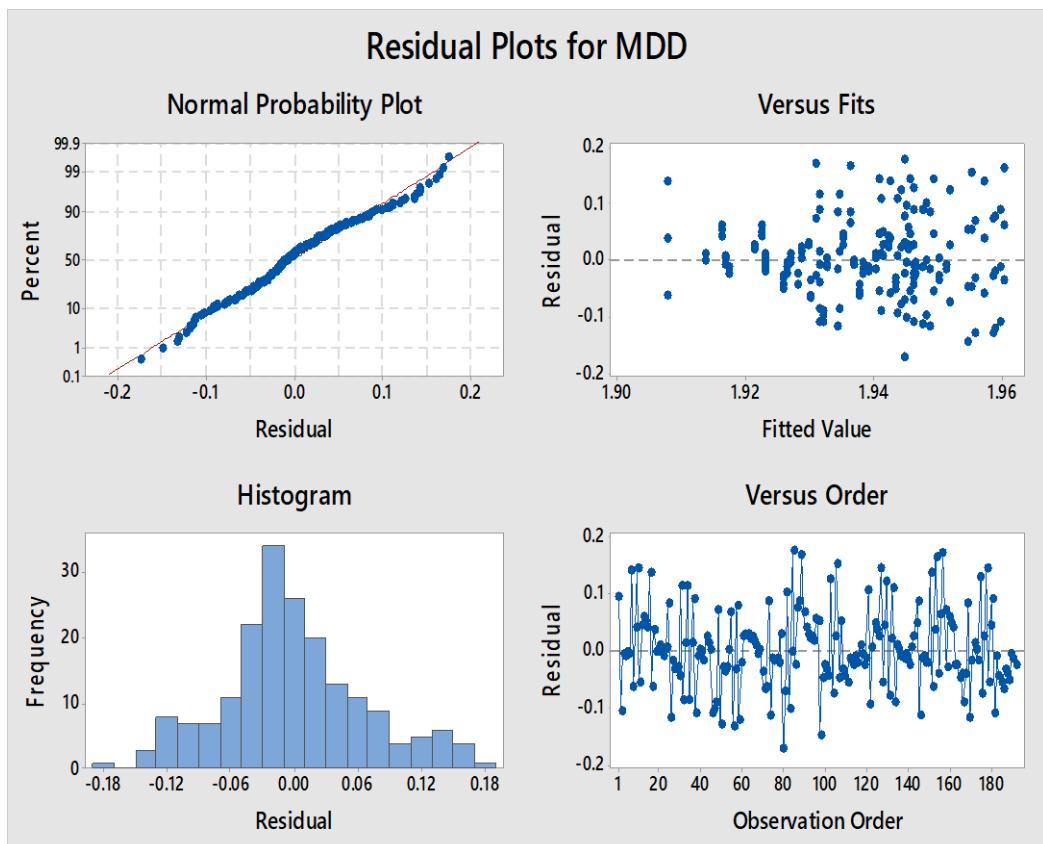 Residual Plots for MDD
Normal Probability Plot
99.9
99
90
50
10
1
0.1
Percent
-0.2 -0.1 0.0 0.1 0.2
Residual
Versus Fits
0.2
0.1
0.0
-0.1
-0.2
Residual
1.90 1.92 1.94 1.96
Fitted Value
Histogram
30
20
10
0
Frequency
-0.18 -0.12 -0.06 0.00 0.06 0.12 0.18
Residual
Versus Order
0.2
0.1
0.0
-0.1
-0.2
Residual
1 20 40 60 80 100 120 140 160 180
Observation Order